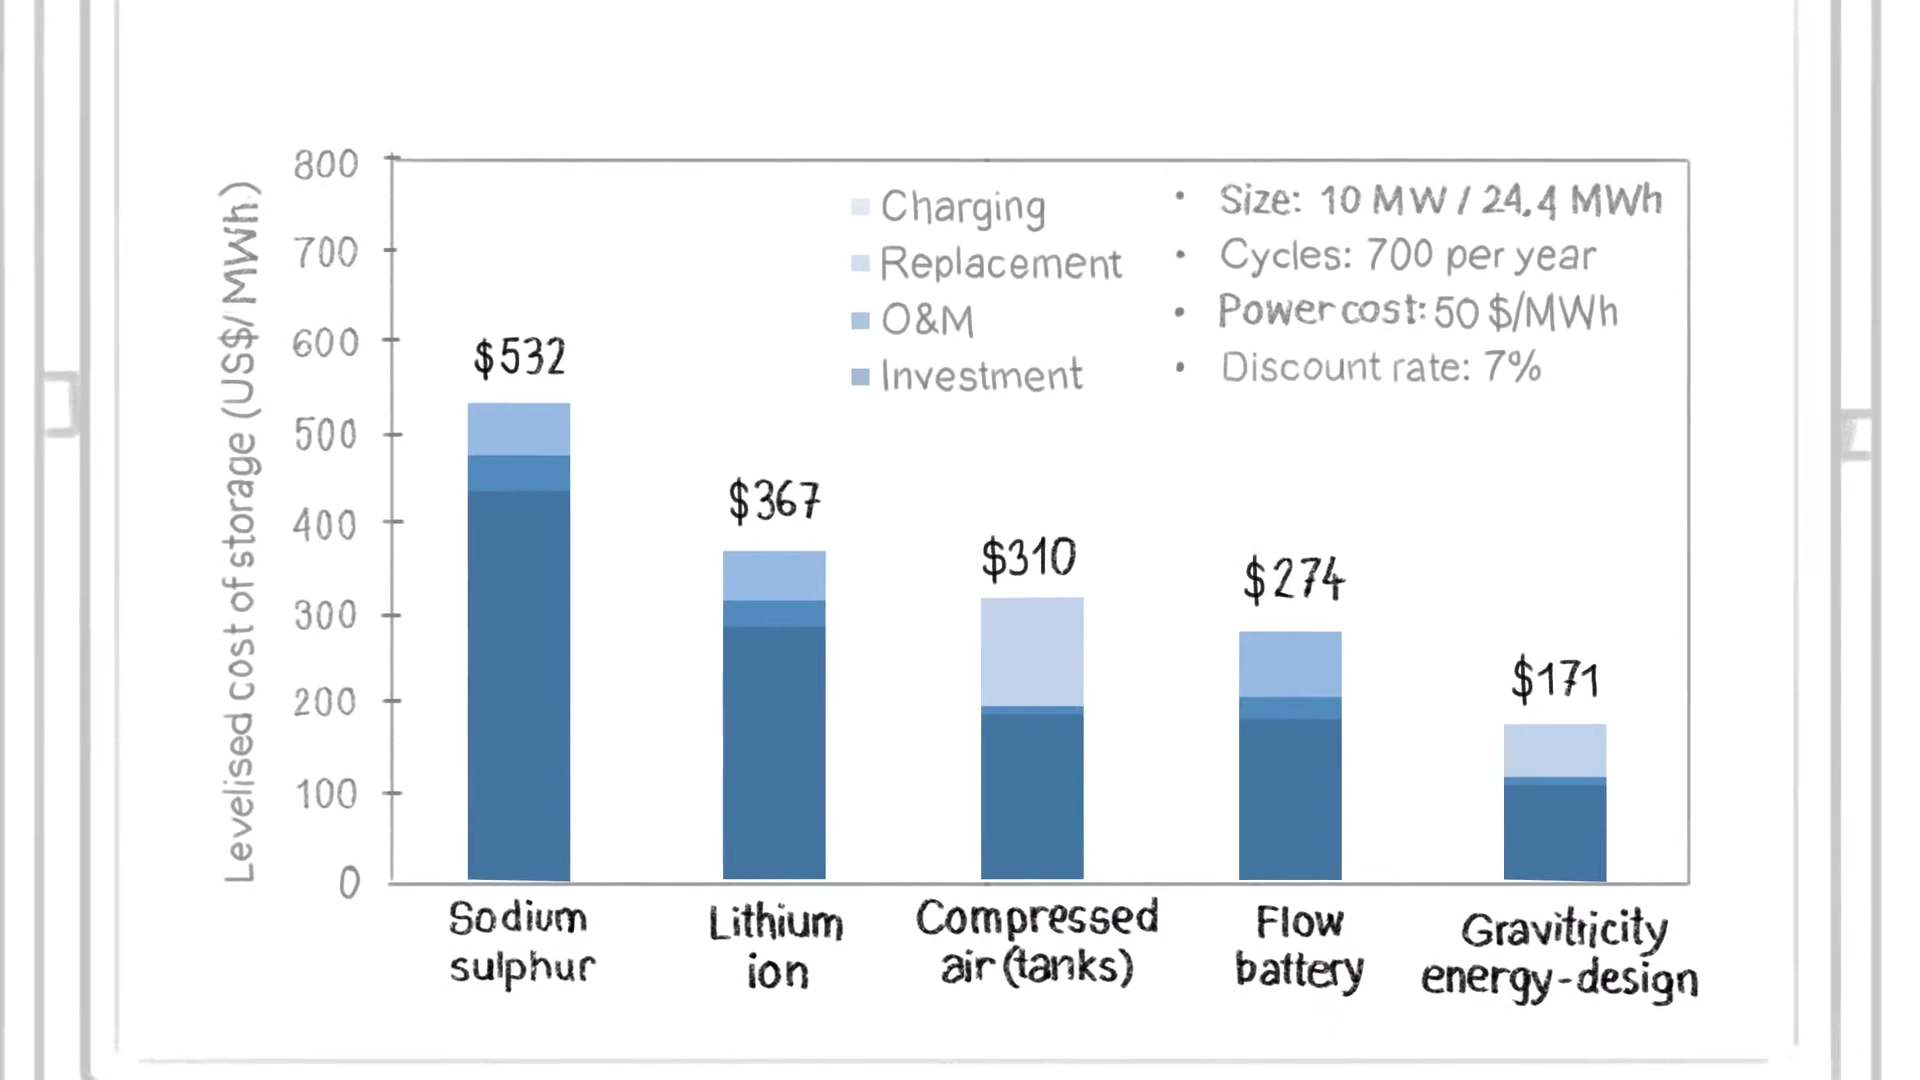 Levelised cost of storage (US$/MWh)
800
700
600
500
400
300
200
100
0
Charging
Replacement
O&M
Investment
• Size: 10 MW / 24.4 MWh
• Cycles: 700 per year
• Power cost: 50 $/MWh
• Discount rate: 7%
$532
$367
$310
$274
$171
Sodium
sulphur
Lithium
ion
Compressed
air (tanks)
Flow
battery
Gravitricity
energy-design